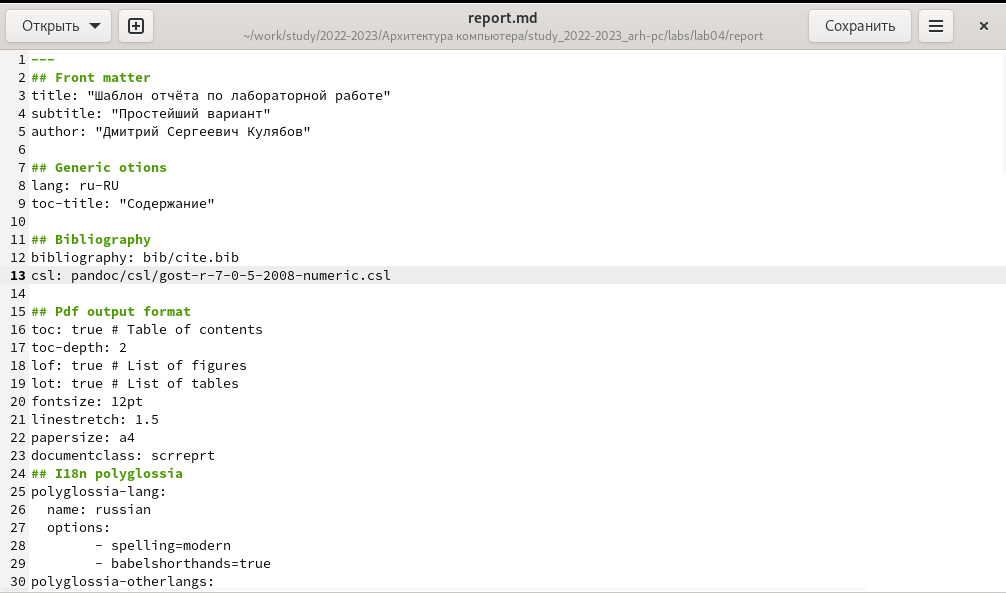 Открыть
report.md
~/work/study/2022-2023/Архитектура компьютера/study_2022-2023_arh-pc/labs/lab04/report
Сохранить
1 ---
2 ## Front matter
3 title: "Шаблон отчёта по лабораторной работе"
4 subtitle: "Простейший вариант"
5 author: "Дмитрий Сергеевич Кулябов"
6
7 ## Generic otions
8 lang: ru-RU
9 toc-title: "Содержание"
10
11 ## Bibliography
12 bibliography: bib/cite.bib
13 csl: pandoc/csl/gost-r-7-0-5-2008-numeric.csl
14
15 ## Pdf output format
16 toc: true # Table of contents
17 toc-depth: 2
18 lof: true # List of figures
19 lot: true # List of tables
20 fontsize: 12pt
21 linestretch: 1.5
22 papersize: a4
23 documentclass: scrreprt
24 ## I18n polyglossia
25 polyglossia-lang:
26   name: russian
27   options:
28         - spelling=modern
29         - babelshorthands=true
30 polyglossia-otherlangs: